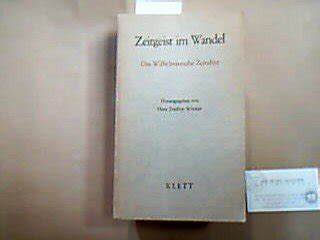 Zeitgeist im Wandel
Das Wilhelminische Zeitalter
Herausgegeben von
Hans Joachim Schoeps
KLETT